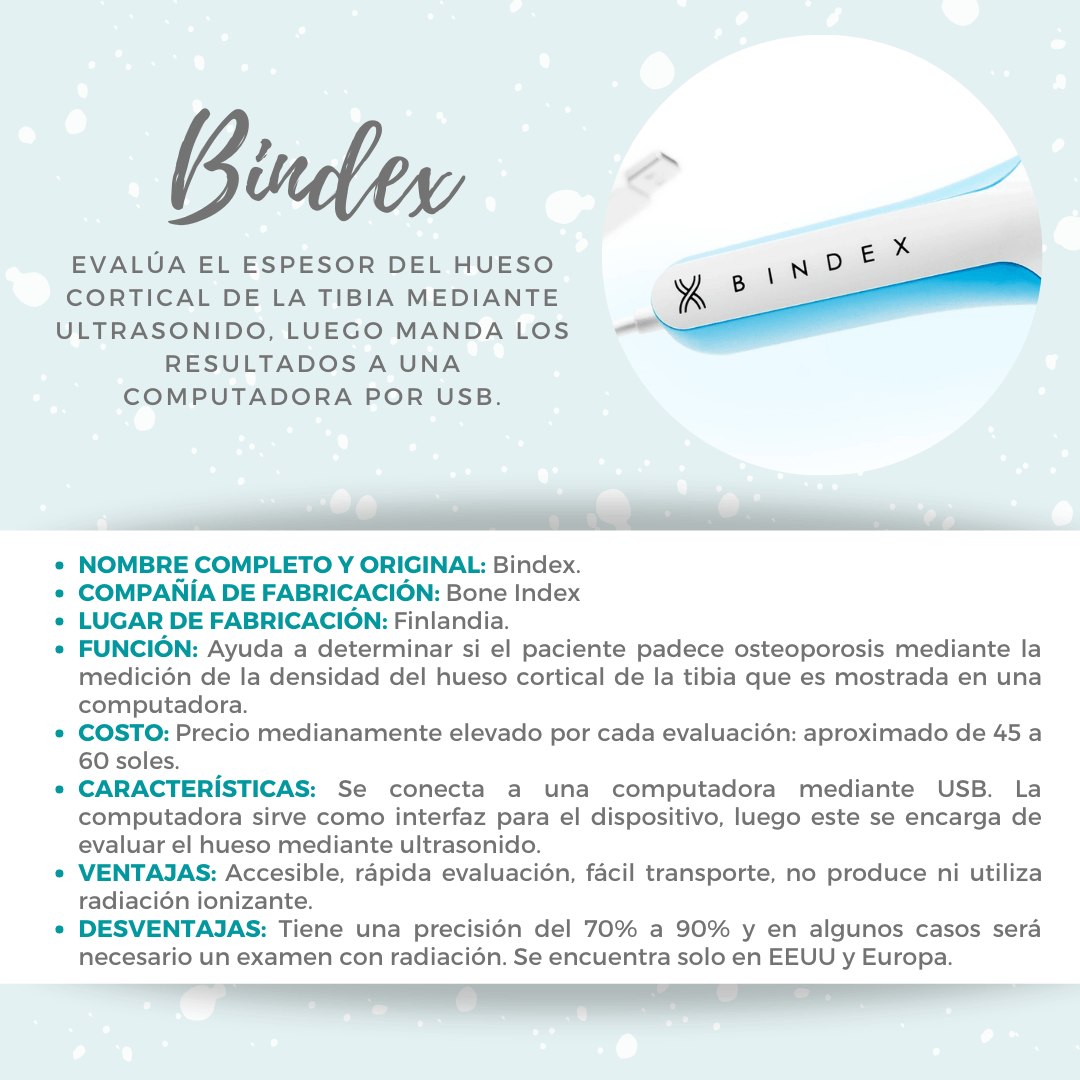 Bindex
EVALÚA EL ESPESOR DEL HUESO
CORTICAL DE LA TIBIA MEDIANTE
ULTRASONIDO, LUEGO MANDA LOS
RESULTADOS A UNA
COMPUTADORA POR USB.
BINDEX
• NOMBRE COMPLETO Y ORIGINAL: Bindex.
• COMPAÑÍA DE FABRICACIÓN: Bone Index
• LUGAR DE FABRICACIÓN: Finlandia.
• FUNCIÓN: Ayuda a determinar si el paciente padece osteoporosis mediante la
medición de la densidad del hueso cortical de la tibia que es mostrada en una
computadora.
• COSTO: Precio medianamente elevado por cada evaluación: aproximado de 45 a
60 soles.
• CARACTERÍSTICAS: Se conecta a una computadora mediante USB. La
computadora sirve como interfaz para el dispositivo, luego este se encarga de
evaluar el hueso mediante ultrasonido.
• VENTAJAS: Accesible, rápida evaluación, fácil transporte, no produce ni utiliza
radiación ionizante.
• DESVENTAJAS: Tiene una precisión del 70% a 90% y en algunos casos será
necesario un examen con radiación. Se encuentra solo en EEUU y Europa.